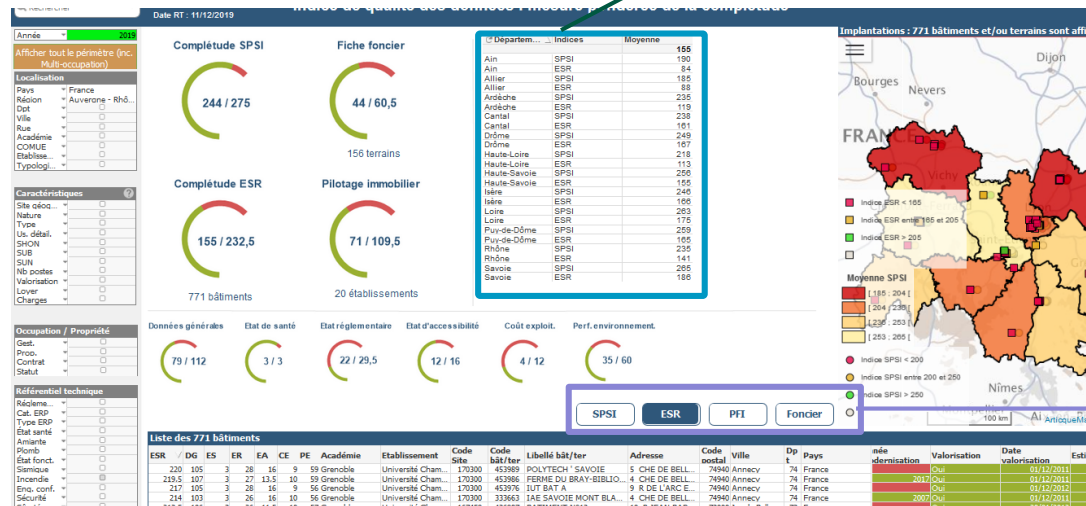 Date RT : 11/12/2019
Indice de qualité des données : mesure pondérée de la complétude
Année 2019
Afficher tout le périmètre (inc. Multi-occupation)
Localisation
Pays France
Région Auvergne - Rhô...
Dpt
Ville
Rue
Académie
COMUE
Etablisse...
Typologi...
Caractéristiques
Site géog...
Nature
Type
Us. détail.
SHON
SUB
SUN
Nb postes
Valorisation
Loyer
Charges
Occupation / Propriété
Gest.
Prop.
Contrat
Statut
Référentiel technique
Régleme...
Cat. ERP
Type ERP
État santé
Amiante
Plomb
État fonct.
Sismique
Incendie
Eng. conf.
Sécurité
Complétude SPSI
244 / 275
Fiche foncier
44 / 60,5
156 terrains
Complétude ESR
155 / 232,5
771 bâtiments
Pilotage immobilier
71 / 109,5
20 établissements
Départem... Indices Moyenne
155
Ain SPSI 190
Ain ESR 84
Allier SPSI 185
Allier ESR 88
Ardèche SPSI 235
Ardèche ESR 119
Cantal SPSI 238
Cantal ESR 161
Drôme SPSI 249
Drôme ESR 167
Haute-Loire SPSI 218
Haute-Loire ESR 113
Haute-Savoie SPSI 256
Haute-Savoie ESR 155
Isère SPSI 246
Isère ESR 166
Loire SPSI 263
Loire ESR 175
Puy-de-Dôme SPSI 259
Puy-de-Dôme ESR 165
Rhône SPSI 235
Rhône ESR 141
Savoie SPSI 265
Savoie ESR 186
Implantations : 771 bâtiments et/ou terrains sont affi
Dijon
Bourges
Nevers
FRAN
Vichy
Indice ESR < 165
Indice ESR entre 165 et 205
Indice ESR > 205
Moyenne SPSI
[ 185 : 204 [
[ 204 : 236 [
[ 236 : 253 [
[ 253 : 265 [
Indice SPSI < 200
Indice SPSI entre 200 et 250
Indice SPSI > 250
Nîmes
100 km
Données générales
79 / 112
Etat de santé
3 / 3
Etat réglementaire
22 / 29,5
Etat d'accessibilité
12 / 16
Coût exploit.
4 / 12
Perf. environnement.
35 / 60
SPSI ESR PFI Foncier
Liste des 771 bâtiments
ESR DG ES ER EA CE PE Académie Etablissement Code Site Code bât/ter Libellé bât/ter Adresse Code postal Ville Dpt Pays Valorisation Date valorisation
220 105 3 28 16 9 59 Grenoble Université Cham... 170300 453989 POLYTECH ' SAVOIE 5 CHE DE BELL... 74940 Annecy 74 France Oui 01/12/2011
219.5 107 3 27 13.5 10 59 Grenoble Université Cham... 170300 453986 FERME DU BRAY-BIBLIO... 4 CHE DE BELL... 74940 Annecy 74 France 2017 Oui 01/12/2011
217 105 3 28 16 9 56 Grenoble Université Cham... 170300 453976 IUT BAT A 9 R DE L'ARC E... 74940 Annecy 74 France Oui 01/12/2012
214 103 3 26 16 10 56 Grenoble Université Cham... 170300 333663 IAE SAVOIE MONT BLA... 4 CHE DE BELL... 74940 Annecy 74 France 2007 Oui 01/12/2011